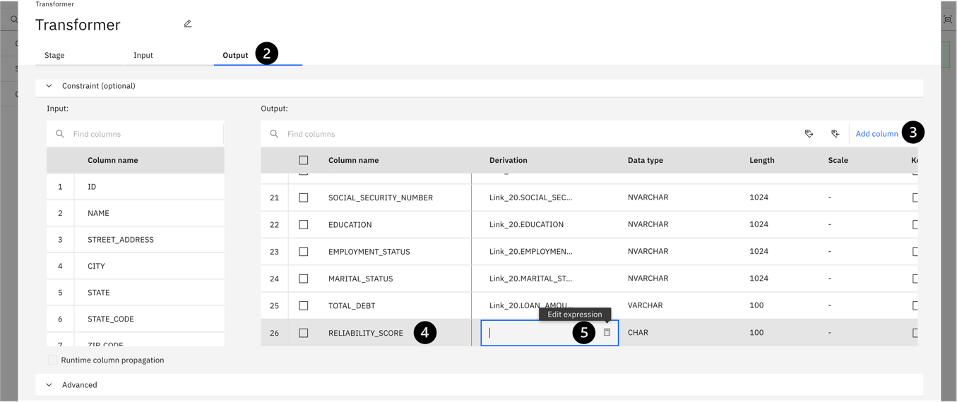 Transformer
Transformer
Stage Input Output 2
Constraint (optional)
Input: Output:
Find columns Find columns Add column 3
Column name Column name Derivation Data type Length Scale
1 ID
2 NAME
3 STREET_ADDRESS
4 CITY
5 STATE
6 STATE_CODE
7 ZIP CODE
21 SOCIAL_SECURITY_NUMBER Link_20.SOCIAL_SEC... NVARCHAR 1024 -
22 EDUCATION Link_20.EDUCATION NVARCHAR 1024 -
23 EMPLOYMENT_STATUS Link_20.EMPLOYMEN... NVARCHAR 1024 -
24 MARITAL_STATUS Link_20.MARITAL_ST... NVARCHAR 1024 -
25 TOTAL_DEBT Link_20.LOAN_AMOU... VARCHAR 100 -
Edit expression
26 RELIABILITY_SCORE 4 5 CHAR 100 -
Runtime column propagation
Advanced